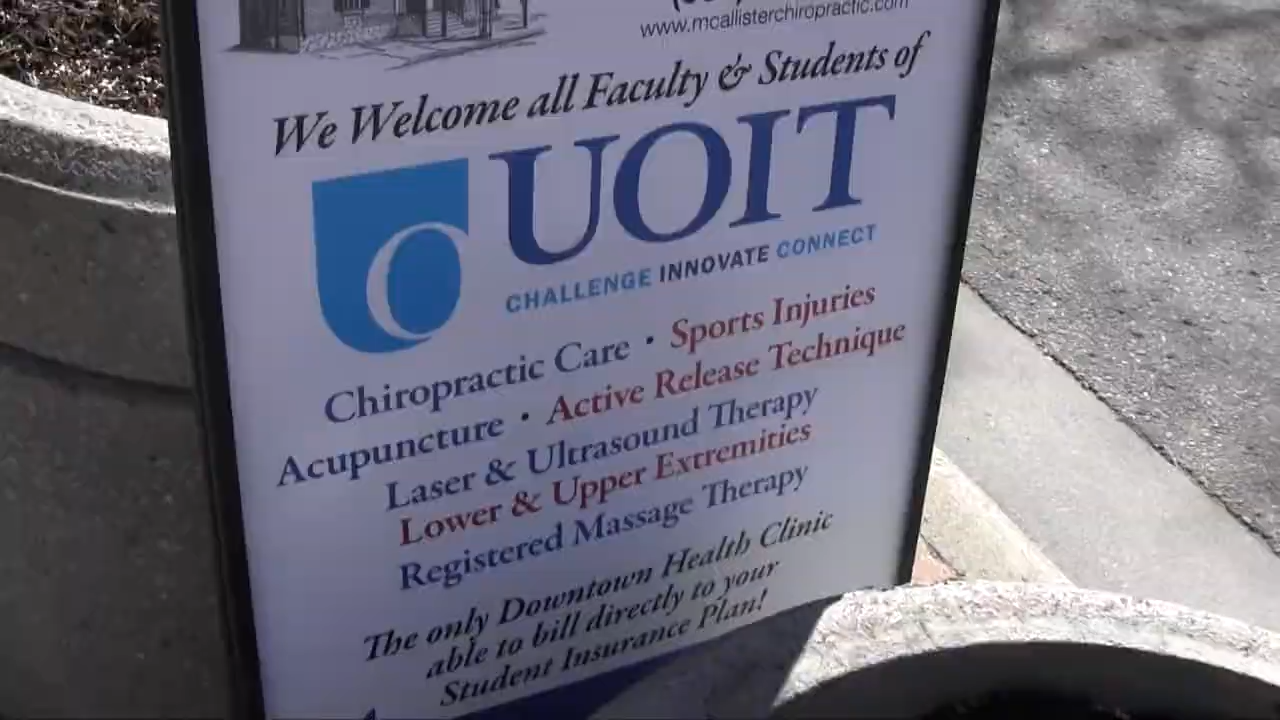 www.mcallisterchiropractic.com
We Welcome all Faculty & Students of
UOIT
CHALLENGE INNOVATE CONNECT
Chiropractic Care · Sports Injuries
Acupuncture · Active Release Technique
Laser & Ultrasound Therapy
Lower & Upper Extremities
Registered Massage Therapy
The only Downtown Health Clinic
able to bill directly to your
Student Insurance Plan!